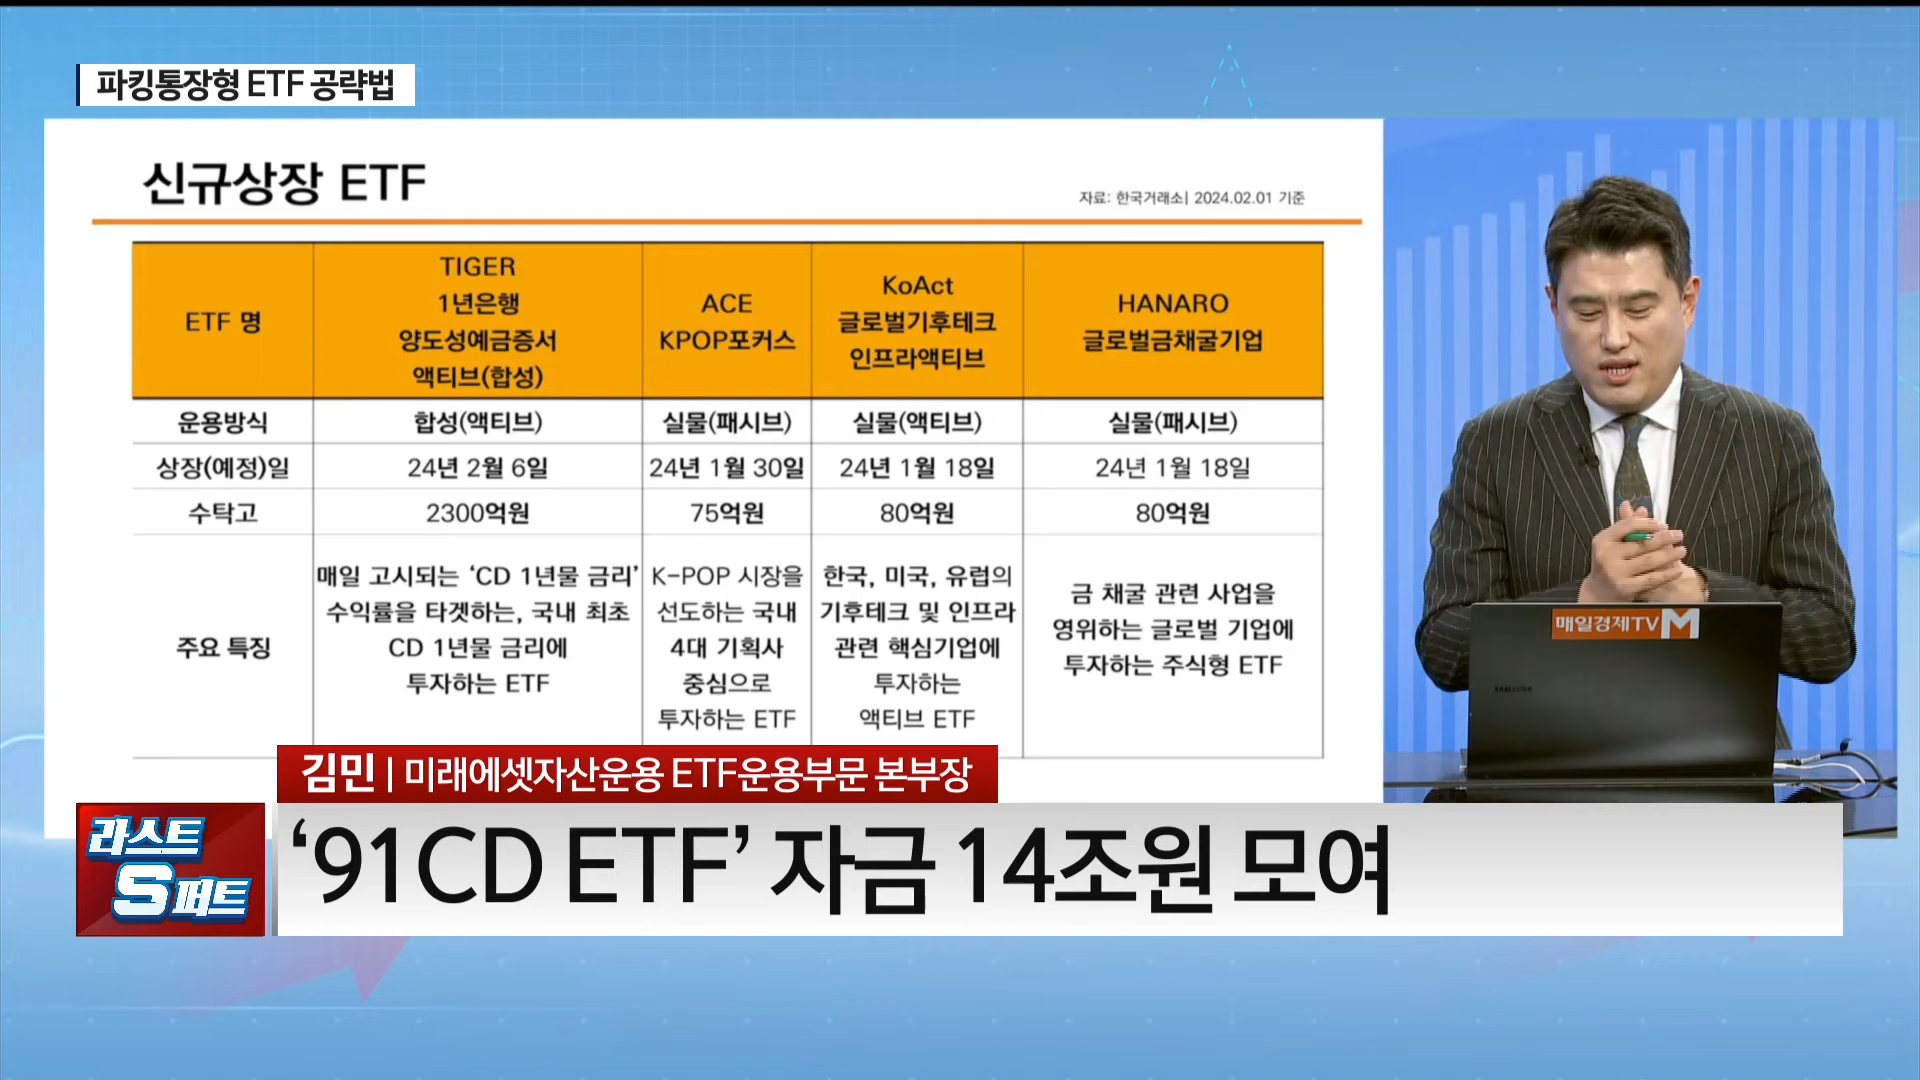 파킹통장형 ETF 공략법
신규상장 ETF
자료: 한국거래소| 2024.02.01 기준
ETF 명
TIGER
1년은행
양도성예금증서
액티브(합성)
ACE
KPOP포커스
KoAct
글로벌기후테크
인프라액티브
HANARO
글로벌금채굴기업
운용방식
합성(액티브)
실물(패시브)
실물(액티브)
실물(패시브)
상장(예정)일
24년 2월 6일
24년 1월 30일
24년 1월 18일
24년 1월 18일
수탁고
2300억원
75억원
80억원
80억원
주요 특징
매일 고시되는 ‘CD 1년물 금리’
수익률을 타겟하는, 국내 최초
CD 1년물 금리에
투자하는 ETF
K-POP 시장을
선도하는 국내
4대 기획사
중심으로
투자하는 ETF
한국, 미국, 유럽의
기후테크 및 인프라
관련 핵심기업에
투자하는
액티브 ETF
금 채굴 관련 사업을
영위하는 글로벌 기업에
투자하는 주식형 ETF
매일경제TV M
SAMSUNG
김민 | 미래에셋자산운용 ETF운용부문 본부장
라스트
S퍼트
‘91CD ETF’ 자금 14조원 모여